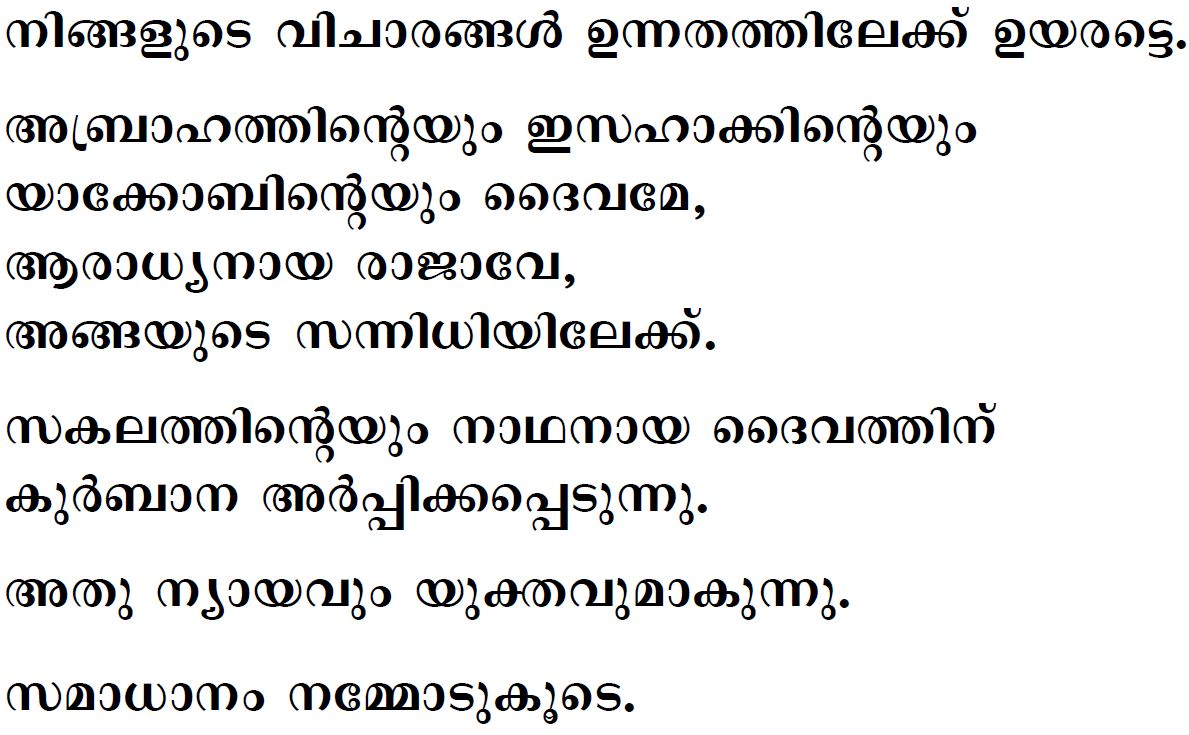 നിങ്ങളുടെ വിചാരങ്ങൾ ഉന്നതത്തിലേക്ക് ഉയരട്ടെ.
അബ്രാഹത്തിന്റെയും ഇസഹാക്കിന്റെയും
യാക്കോബിന്റെയും ദൈവമേ,
ആരാധ്യനായ രാജാവേ,
അങ്ങയുടെ സന്നിധിയിലേക്ക്.
സകലത്തിന്റെയും നാഥനായ ദൈവത്തിന്
കുർബാന അർപ്പിക്കപ്പെടുന്നു.
അതു ന്യായവും യുക്തവുമാകുന്നു.
സമാധാനം നമ്മോടുകൂടെ.